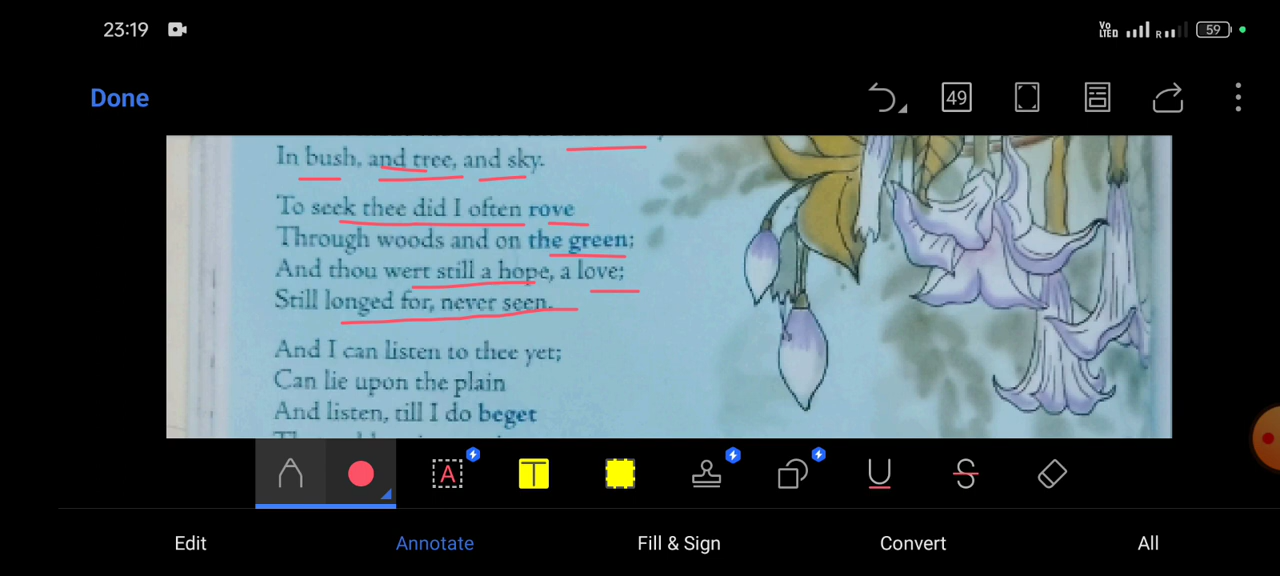 23:19
Vo
LTED
R
59
Done
49
In bush, and tree, and sky.
To seek thee did I often rove
Through woods and on the green;
And thou wert still a hope, a love;
Still longed for, never seen.
And I can listen to thee yet;
Can lie upon the plain
And listen, till I do beget
A
T
U
S
Edit
Annotate
Fill & Sign
Convert
All